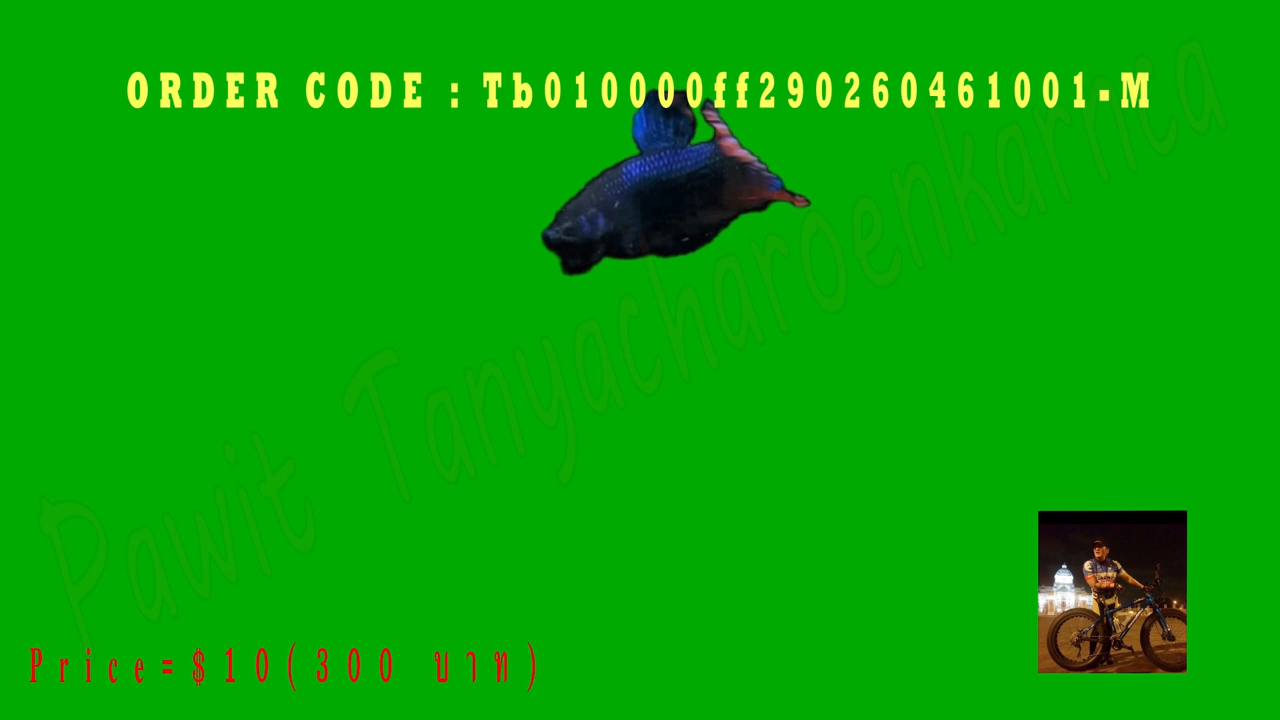 ORDER CODE : Tb010000ff290260461001-M
Pawit Tanyacharoenkarnca
Price=$10(300 บาท)